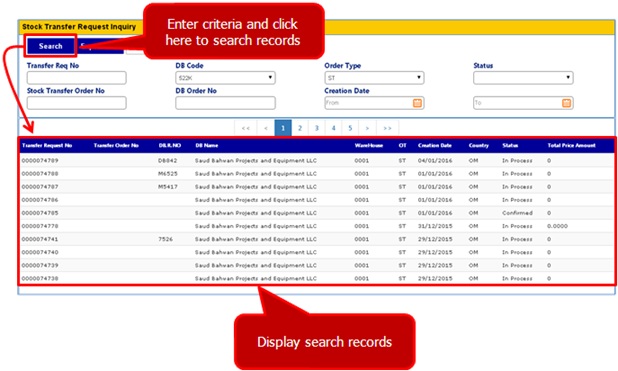 Stock Transfer Request Inquiry
Enter criteria and click
here to search records
Search
Transfer Req No DB Code Order Type Status
522K ST
Stock Transfer Order No DB Order No Creation Date
From To
<< < 1 2 3 4 5 > >>
Transfer Request No Transfer Order No DB.R.NO DB Name WareHouse OT Creation Date Country Status Total Price Amount
0000074789 DB042 Saud Bahwan Projects and Equipment LLC 0001 ST 04/01/2016 OM In Process 0
0000074788 M6525 Saud Bahwan Projects and Equipment LLC 0001 ST 01/01/2016 OM In Process 0
0000074787 M5417 Saud Bahwan Projects and Equipment LLC 0001 ST 01/01/2016 OM In Process 0
0000074786 Saud Bahwan Projects and Equipment LLC 0001 ST 01/01/2016 OM In Process 0
0000074785 Saud Bahwan Projects and Equipment LLC 0001 ST 01/01/2016 OM Confirmed 0
0000074778 Saud Bahwan Projects and Equipment LLC 0001 ST 31/12/2015 OM In Process 0.0000
0000074741 7526 Saud Bahwan Projects and Equipment LLC 0001 ST 29/12/2015 OM In Process 0
0000074740 Saud Bahwan Projects and Equipment LLC 0001 ST 29/12/2015 OM In Process 0
0000074739 Saud Bahwan Projects and Equipment LLC 0001 ST 29/12/2015 OM In Process 0
0000074738 Saud Bahwan Projects and Equipment LLC 0001 ST 29/12/2015 OM In Process 0
Display search records